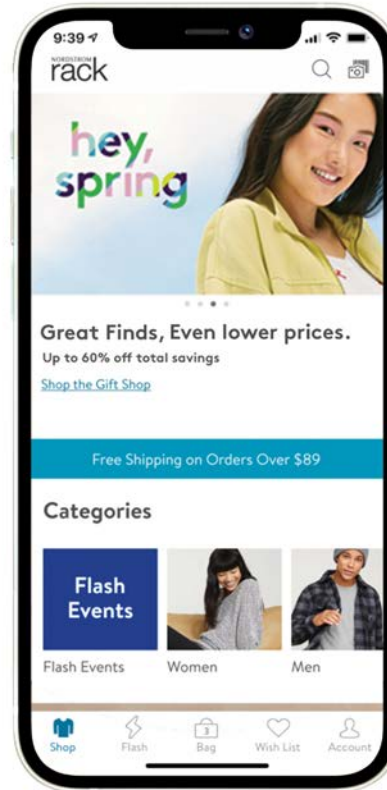 9:39
NORDSTROM
rack
hey,
spring
Great Finds, Even lower prices.
Up to 60% off total savings
Shop the Gift Shop
Free Shipping on Orders Over $89
Categories
Flash
Events
Flash Events
Women
Men
3
Shop
Flash
Bag
Wish List
Account